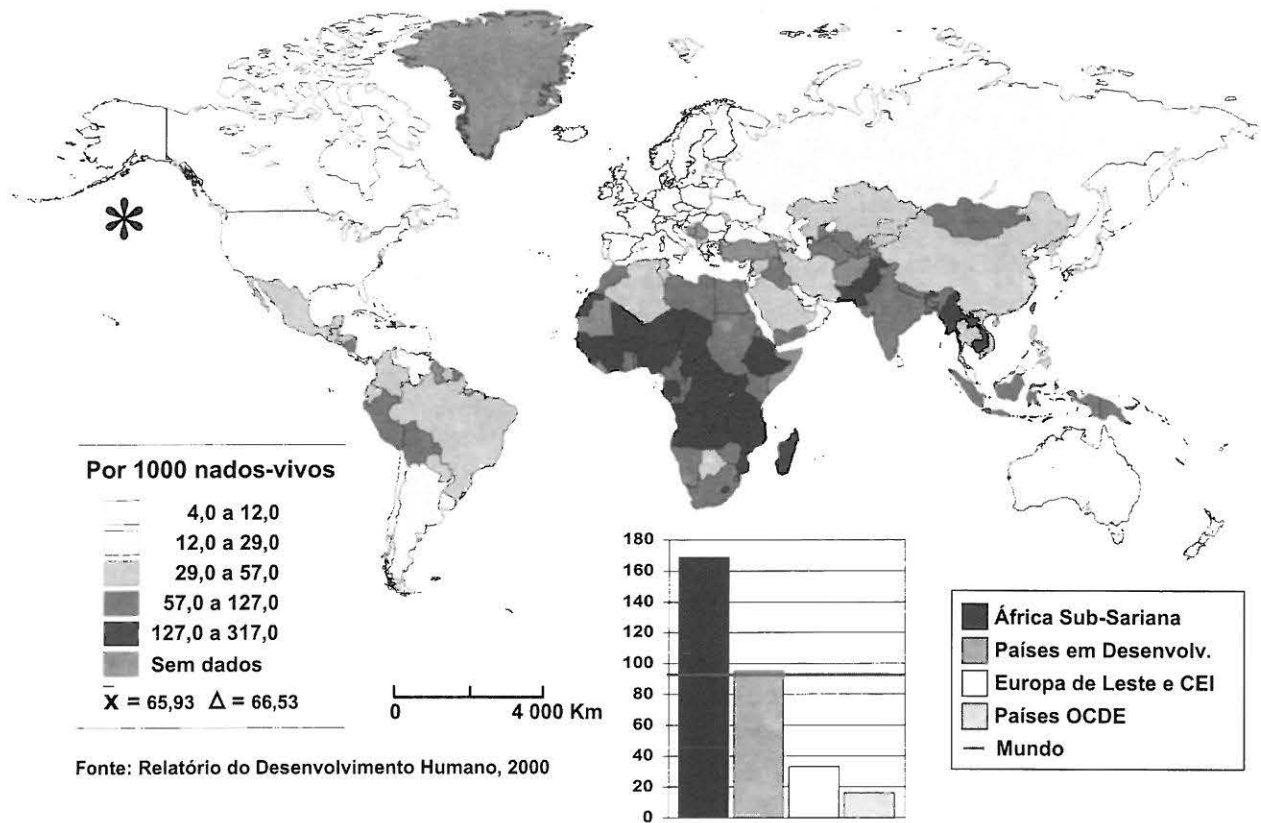 Por 1000 nados-vivos
4,0 a 12,0
12,0 a 29,0
29,0 a 57,0
57,0 a 127,0
127,0 a 317,0
Sem dados
x̄ = 65,93 Δ = 66,53
Fonte: Relatório do Desenvolvimento Humano, 2000
0 4 000 Km
180
160
140
120
100
80
60
40
20
0
África Sub-Sariana
Países em Desenvolv.
Europa de Leste e CEI
Países OCDE
Mundo